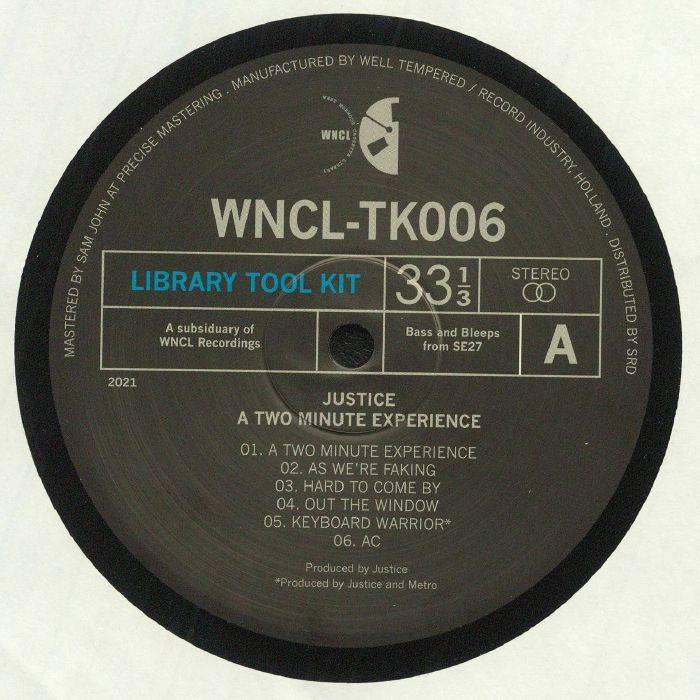 MASTERED BY SAM JOHN AT PRECISE MASTERING . MANUFACTURED BY WELL TEMPERED / RECORD INDUSTRY, HOLLAND . DISTRIBUTED BY SRD
WNCL
WNCL-TK006
LIBRARY TOOL KIT
33 1/3
STEREO
A subsiduary of
WNCL Recordings
Bass and Bleeps
from SE27
A
2021
JUSTICE
A TWO MINUTE EXPERIENCE
01. A TWO MINUTE EXPERIENCE
02. AS WE'RE FAKING
03. HARD TO COME BY
04. OUT THE WINDOW
05. KEYBOARD WARRIOR*
06. AC
Produced by Justice
*Produced by Justice and Metro